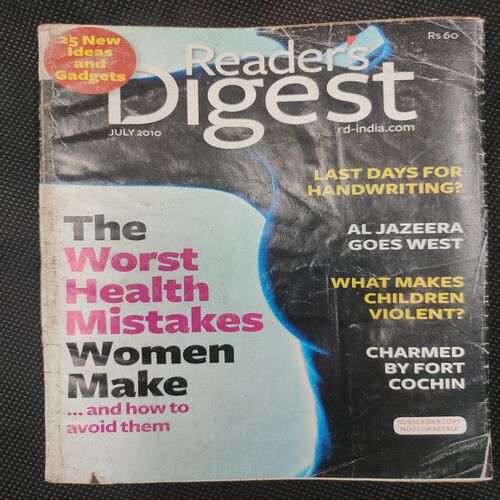 25 New
Ideas
and
Gadgets
Rs 60
Reader's
Digest
JULY 2010
rd-india.com
LAST DAYS FOR
HANDWRITING?
AL JAZEERA
GOES WEST
WHAT MAKES
CHILDREN
VIOLENT?
CHARMED
BY FORT
COCHIN
The
Worst
Health
Mistakes
Women
Make
... and how to
avoid them
SUBSCRIBER COPY
NOT FOR RESALE